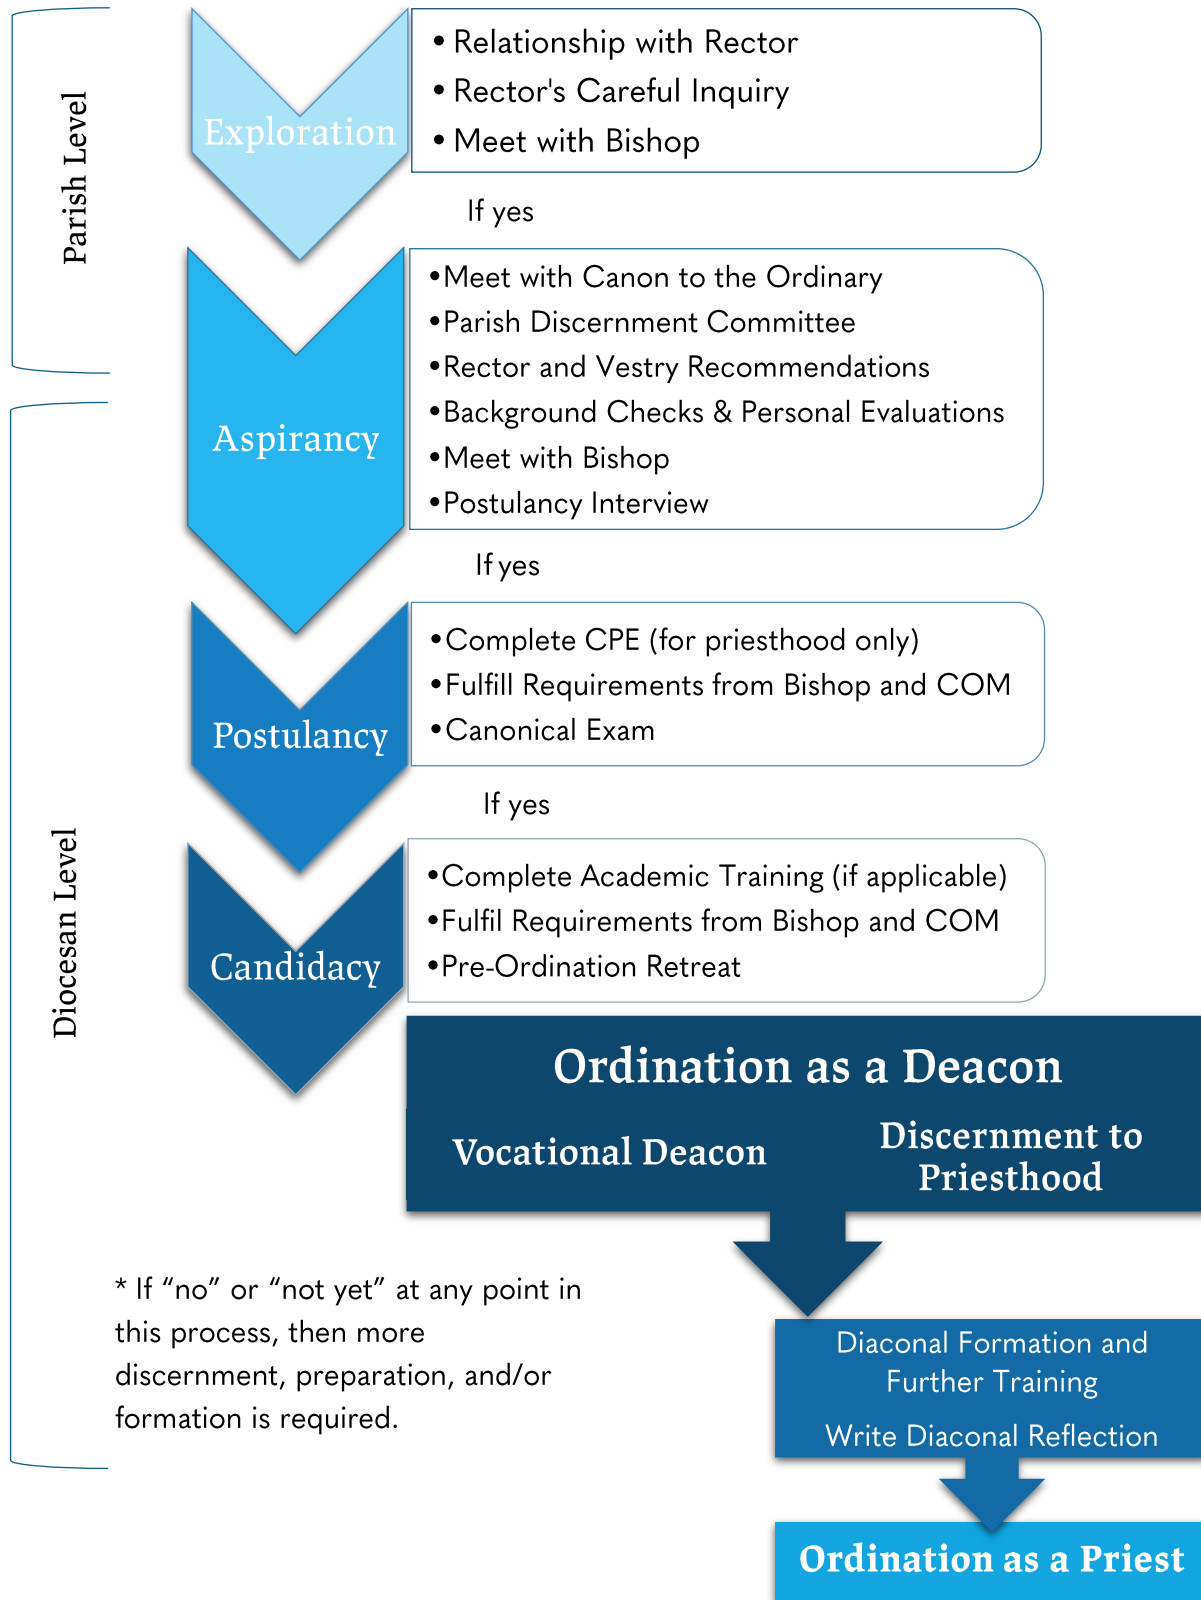 Parish Level
Exploration
• Relationship with Rector
• Rector's Careful Inquiry
• Meet with Bishop
If yes
Aspirancy
•Meet with Canon to the Ordinary
•Parish Discernment Committee
•Rector and Vestry Recommendations
•Background Checks & Personal Evaluations
•Meet with Bishop
•Postulancy Interview
If yes
Diocesan Level
Postulancy
•Complete CPE (for priesthood only)
•Fulfill Requirements from Bishop and COM
•Canonical Exam
If yes
Candidacy
•Complete Academic Training (if applicable)
•Fulfil Requirements from Bishop and COM
•Pre-Ordination Retreat
Ordination as a Deacon
Vocational Deacon
Discernment to
Priesthood
* If “no” or “not yet” at any point in
this process, then more
discernment, preparation, and/or
formation is required.
Diaconal Formation and
Further Training
Write Diaconal Reflection
Ordination as a Priest